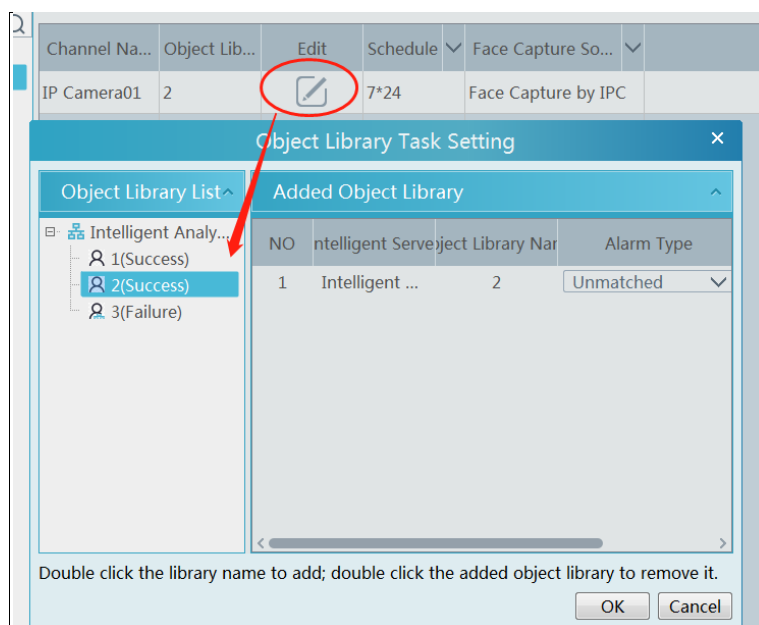 Channel Na... Object Lib... Edit Schedule Face Capture So...
IP Camera01 2 7*24 Face Capture by IPC
Object Library Task Setting
Object Library List Added Object Library
Intelligent Analy...
1(Success)
2(Success)
3(Failure)
NO ntelligent Serve bject Library Nar Alarm Type
1 Intelligent ... 2 Unmatched
Double click the library name to add; double click the added object library to remove it.
OK Cancel